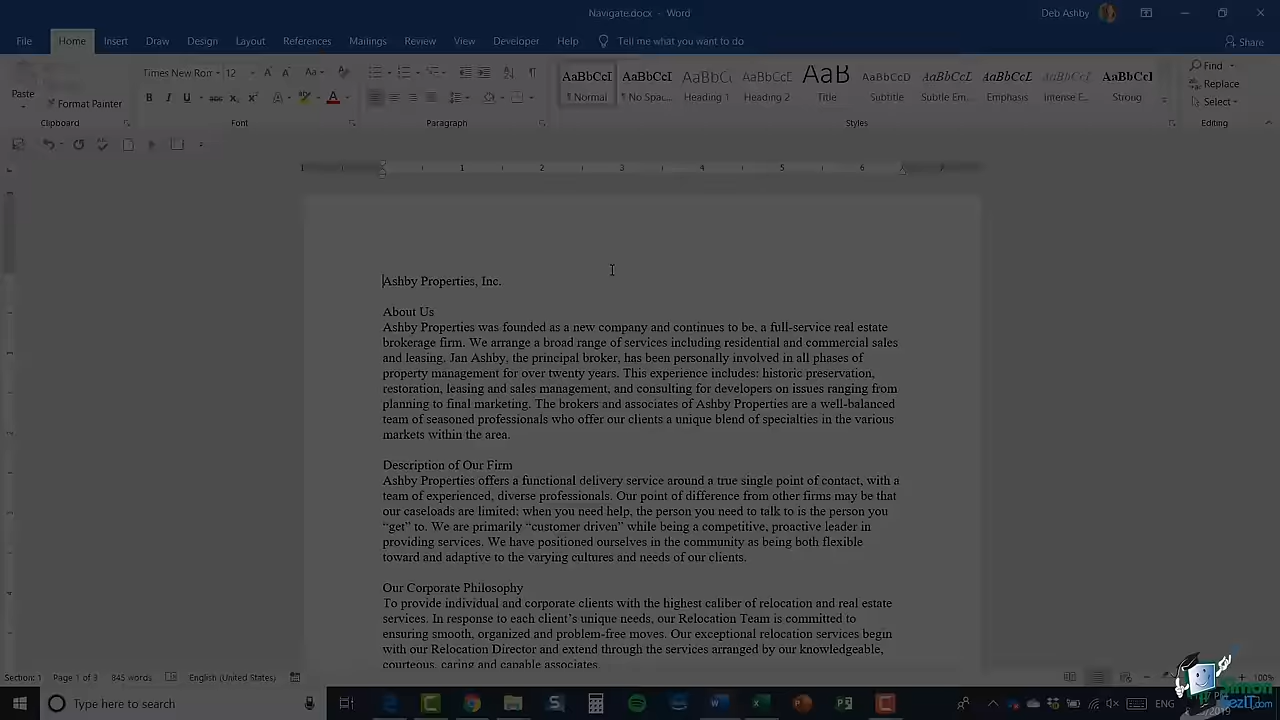 Navigate.docx - Word
Deb Ashby
File Home Insert Draw Design Layout References Mailings Review View Developer Help Tell me what you want to do Share
Paste
Format Painter
Clipboard
Times New Rom 12
B I U abc x₂ x²
Font
Paragraph
AaBbCcI AaBbCcI AaBbC AaBbCcE AaB AaBbCcD AaBbCcL AaBbCcL AaBbCcL AaBbCcI
¶ Normal ¶ No Spac... Heading 1 Heading 2 Title Subtitle Subtle Em... Emphasis Intense E... Strong
Styles
Find
Replace
Select
Editing
1 1 2 3 4 5 6 7
Ashby Properties, Inc.
About Us
Ashby Properties was founded as a new company and continues to be, a full-service real estate
brokerage firm. We arrange a broad range of services including residential and commercial sales
and leasing. Jan Ashby, the principal broker, has been personally involved in all phases of
property management for over twenty years. This experience includes: historic preservation,
restoration, leasing and sales management, and consulting for developers on issues ranging from
planning to final marketing. The brokers and associates of Ashby Properties are a well-balanced
team of seasoned professionals who offer our clients a unique blend of specialties in the various
markets within the area.
Description of Our Firm
Ashby Properties offers a functional delivery service around a true single point of contact, with a
team of experienced, diverse professionals. Our point of difference from other firms may be that
our caseloads are limited; when you need help, the person you need to talk to is the person you
“get” to. We are primarily “customer driven” while being a competitive, proactive leader in
providing services. We have positioned ourselves in the community as being both flexible
toward and adaptive to the varying cultures and needs of our clients.
Our Corporate Philosophy
To provide individual and corporate clients with the highest caliber of relocation and real estate
services. In response to each client’s unique needs, our Relocation Team is committed to
ensuring smooth, organized and problem-free moves. Our exceptional relocation services begin
with our Relocation Director and extend through the services arranged by our knowledgeable,
courteous, caring and capable associates.
Section: 1 Page 1 of 3 845 words English (United States) 100%
Type here to search
ENG
Simon
SezIT.com